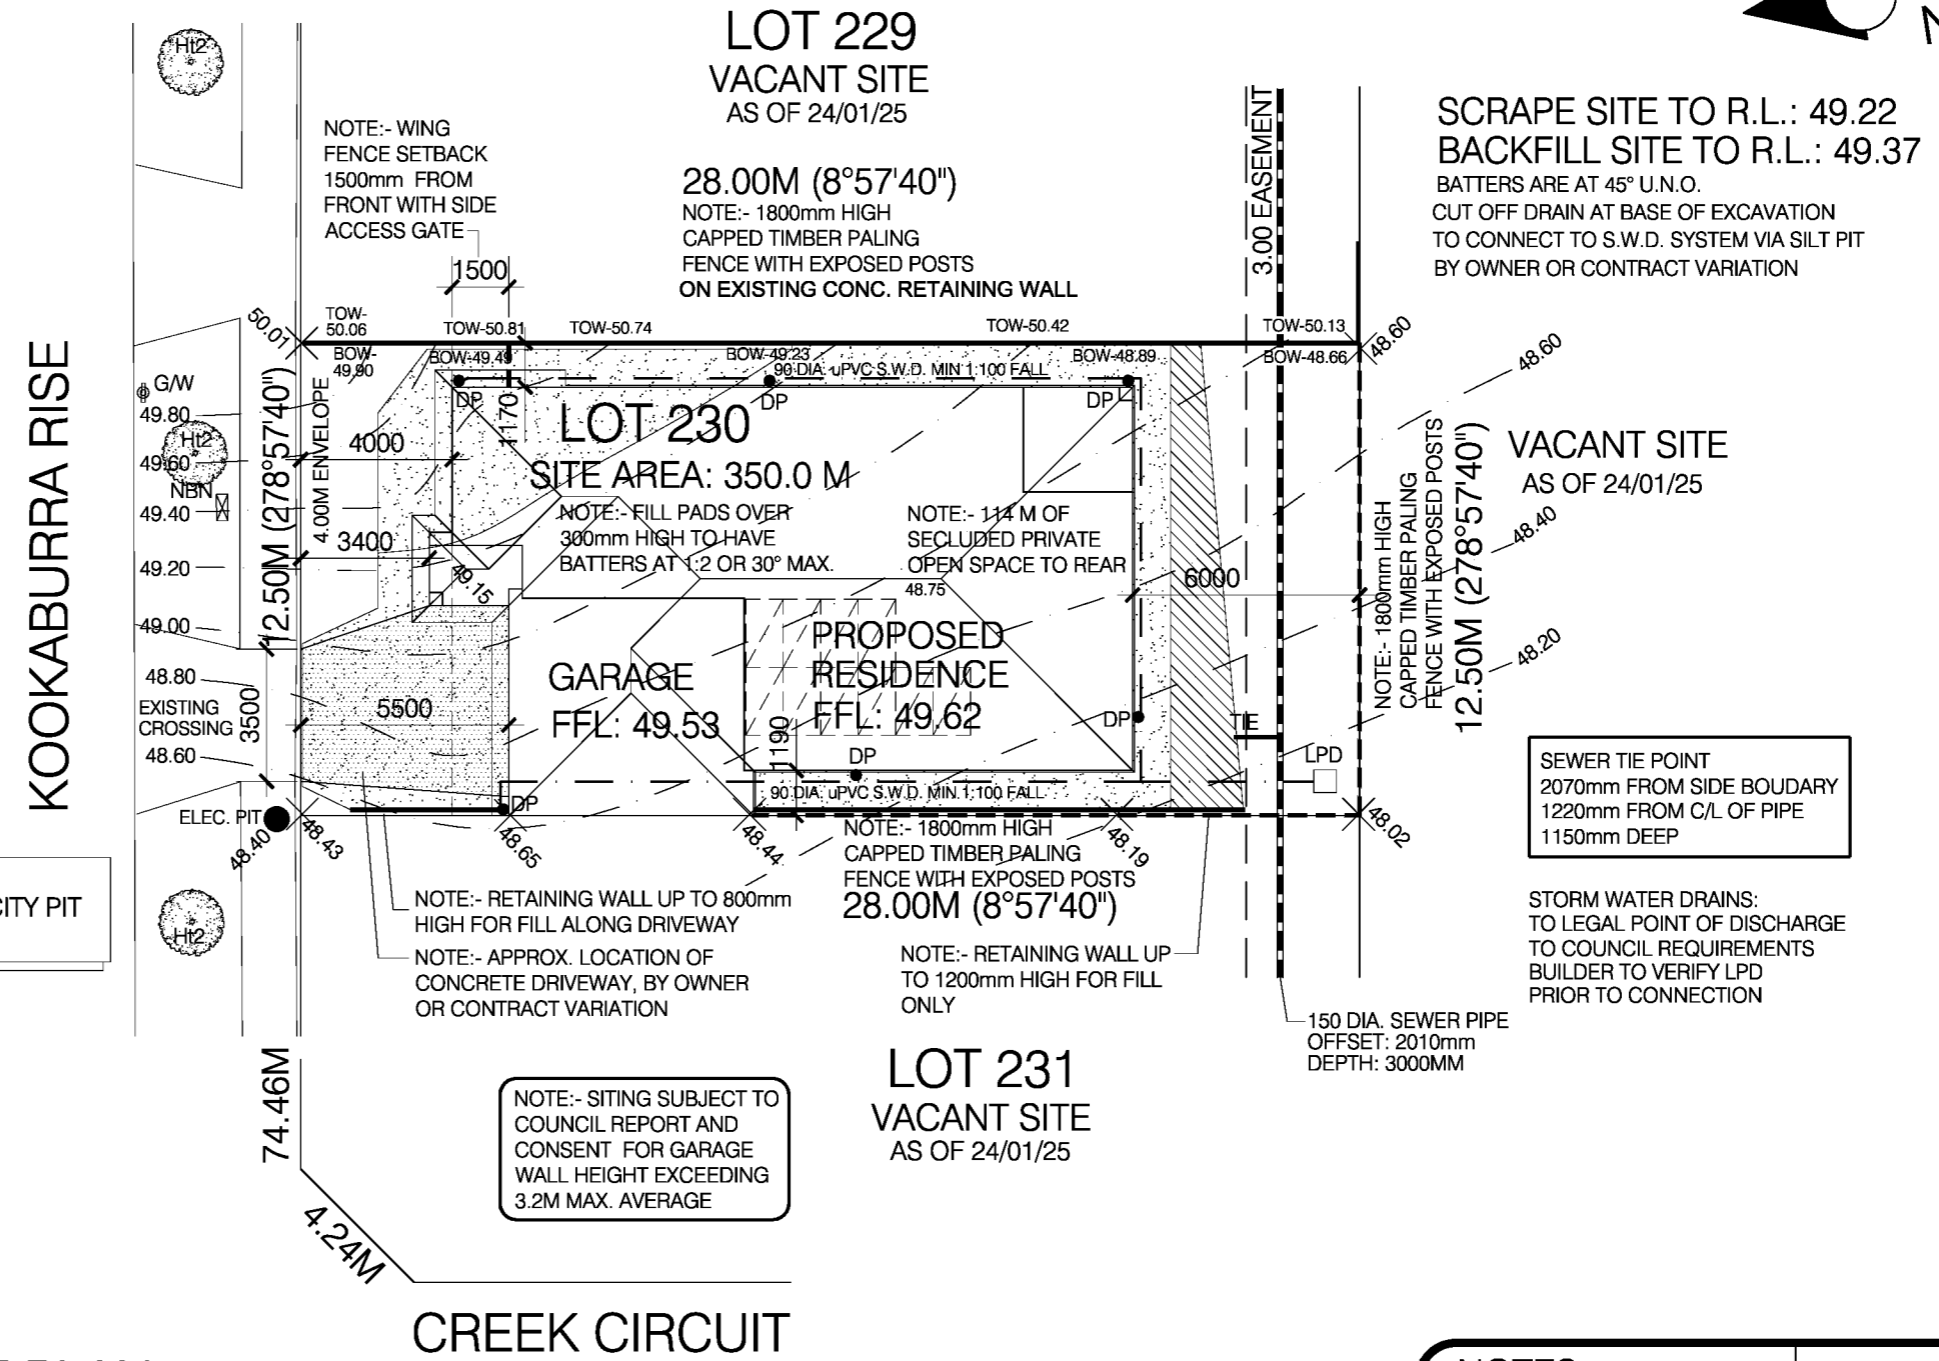 LOT 229
VACANT SITE
AS OF 24/01/25
Ht2
NOTE:- WING
FENCE SETBACK
1500mm FROM
FRONT WITH SIDE
ACCESS GATE
1500
28.00M (8°57'40")
NOTE:- 1800mm HIGH
CAPPED TIMBER PALING
FENCE WITH EXPOSED POSTS
ON EXISTING CONC. RETAINING WALL
3.00 EASEMENT
SCRAPE SITE TO R.L.: 49.22
BACKFILL SITE TO R.L.: 49.37
BATTERS ARE AT 45° U.N.O.
CUT OFF DRAIN AT BASE OF EXCAVATION
TO CONNECT TO S.W.D. SYSTEM VIA SILT PIT
BY OWNER OR CONTRACT VARIATION
KOOKABURRA RISE
50.01
TOW-
50.06
TOW-50.81
TOW-50.74
TOW-50.42
TOW-50.13
48.60
BOW-
49.90
BOW-49.49
BOW-49.23
BOW-48.89
BOW-48.66
90 DIA. uPVC S.W.D. MIN 1:100 FALL
DP
DP
DP
G/W
49.80
Ht2
49.60
NBN
49.40
49.20
49.00
48.80
EXISTING
CROSSING
48.60
3500
12.50M (278°57'40")
4.00M ENVELOPE
4000
3400
1170
49.15
LOT 230
SITE AREA: 350.0 M
NOTE:- FILL PADS OVER
300mm HIGH TO HAVE
BATTERS AT 1:2 OR 30° MAX.
NOTE:- 114 M OF
SECLUDED PRIVATE
OPEN SPACE TO REAR
48.75
6000
48.60
48.40
48.20
NOTE:- 1800mm HIGH
CAPPED TIMBER PALING
FENCE WITH EXPOSED POSTS
12.50M (278°57'40")
VACANT SITE
AS OF 24/01/25
5500
GARAGE
FFL: 49.53
PROPOSED
RESIDENCE
FFL: 49.62
1190
DP
DP
DP
TIE
LPD
90 DIA. uPVC S.W.D. MIN.1:100 FALL
ELEC. PIT
48.40
48.43
48.65
48.44
48.19
48.02
SEWER TIE POINT
2070mm FROM SIDE BOUDARY
1220mm FROM C/L OF PIPE
1150mm DEEP
NOTE:- 1800mm HIGH
CAPPED TIMBER PALING
FENCE WITH EXPOSED POSTS
28.00M (8°57'40")
NOTE:- RETAINING WALL UP TO 800mm
HIGH FOR FILL ALONG DRIVEWAY
NOTE:- APPROX. LOCATION OF
CONCRETE DRIVEWAY, BY OWNER
OR CONTRACT VARIATION
NOTE:- RETAINING WALL UP
TO 1200mm HIGH FOR FILL
ONLY
STORM WATER DRAINS:
TO LEGAL POINT OF DISCHARGE
TO COUNCIL REQUIREMENTS
BUILDER TO VERIFY LPD
PRIOR TO CONNECTION
CITY PIT
Ht2
150 DIA. SEWER PIPE
OFFSET: 2010mm
DEPTH: 3000MM
74.46M
4.24M
NOTE:- SITING SUBJECT TO
COUNCIL REPORT AND
CONSENT FOR GARAGE
WALL HEIGHT EXCEEDING
3.2M MAX. AVERAGE
LOT 231
VACANT SITE
AS OF 24/01/25
CREEK CIRCUIT